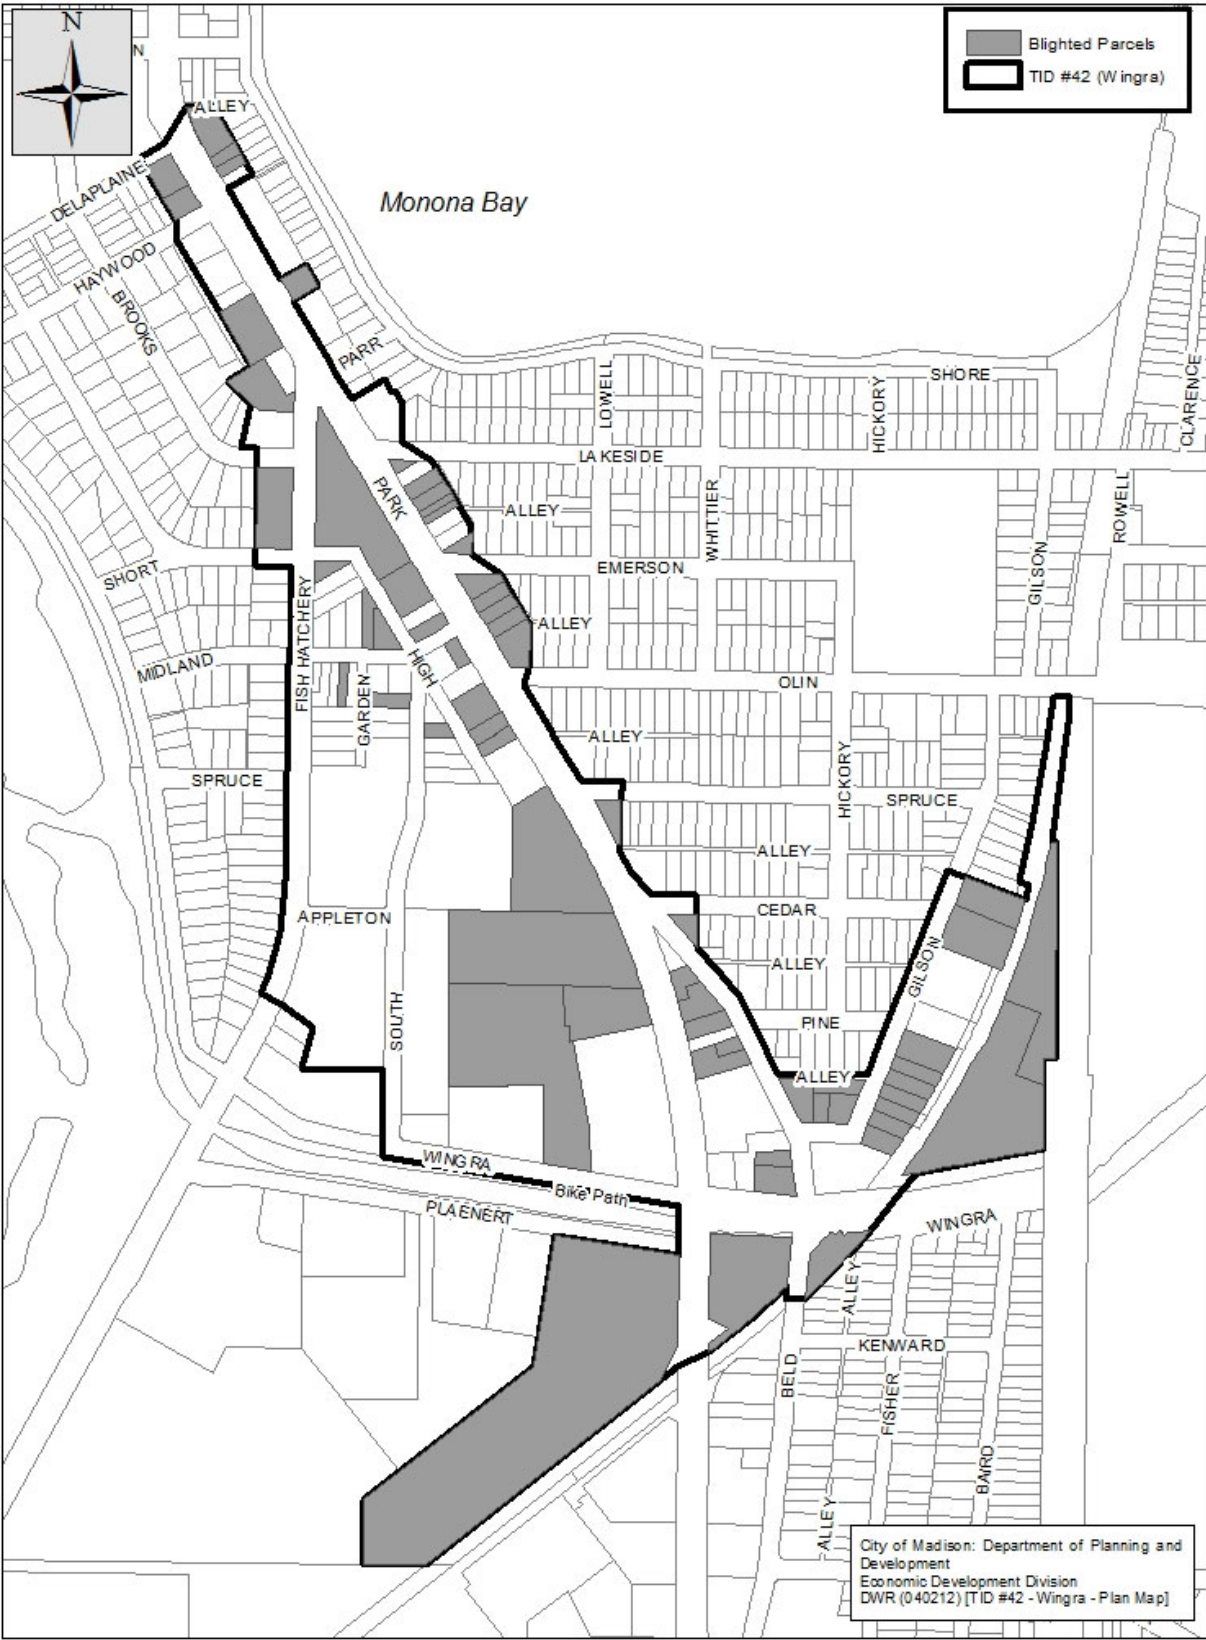 N
N
Blighted Parcels
TID #42 (Wingra)
ALLEY
DELAPLAINE
Monona Bay
HAYWOOD
BROOKS
PARR
SHORE
LOWELL
HICKORY
CLARENCE
LAKESIDE
PARK
ALLEY
WHITTIER
ROWELL
EMERSON
GILSON
SHORT
FISH HATCHERY
ALLEY
MIDLAND
HIGH
OLIN
GARDEN
ALLEY
HICKORY
SPRUCE
SPRUCE
ALLEY
CEDAR
APPLETON
ALLEY
GILSON
SOUTH
PINE
ALLEY
WINGRA
Bike Path
PLAENERT
WINGRA
ALLEY
KENWARD
BELD
FISHER
BAIRD
ALLEY
City of Madison: Department of Planning and
Development
Economic Development Division
DWR (040212) [TID #42 - Wingra - Plan Map]